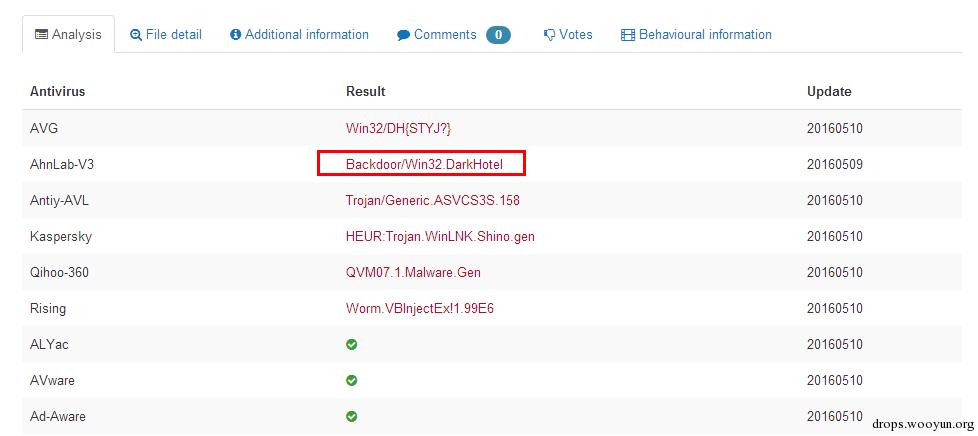 Analysis File detail Additional information Comments 0 Votes Behavioural information
Antivirus Result Update
AVG Win32/DH{STYJ?} 20160510
AhnLab-V3 Backdoor/Win32.DarkHotel 20160509
Antiy-AVL Trojan/Generic.ASVCS3S.158 20160510
Kaspersky HEUR:Trojan.WinLNK.Shino.gen 20160510
Qihoo-360 QVM07.1.Malware.Gen 20160510
Rising Worm.VBInjectEx!1.99E6 20160510
ALYac 20160510
AVware 20160510
Ad-Aware 20160510
drops.wooyun.org